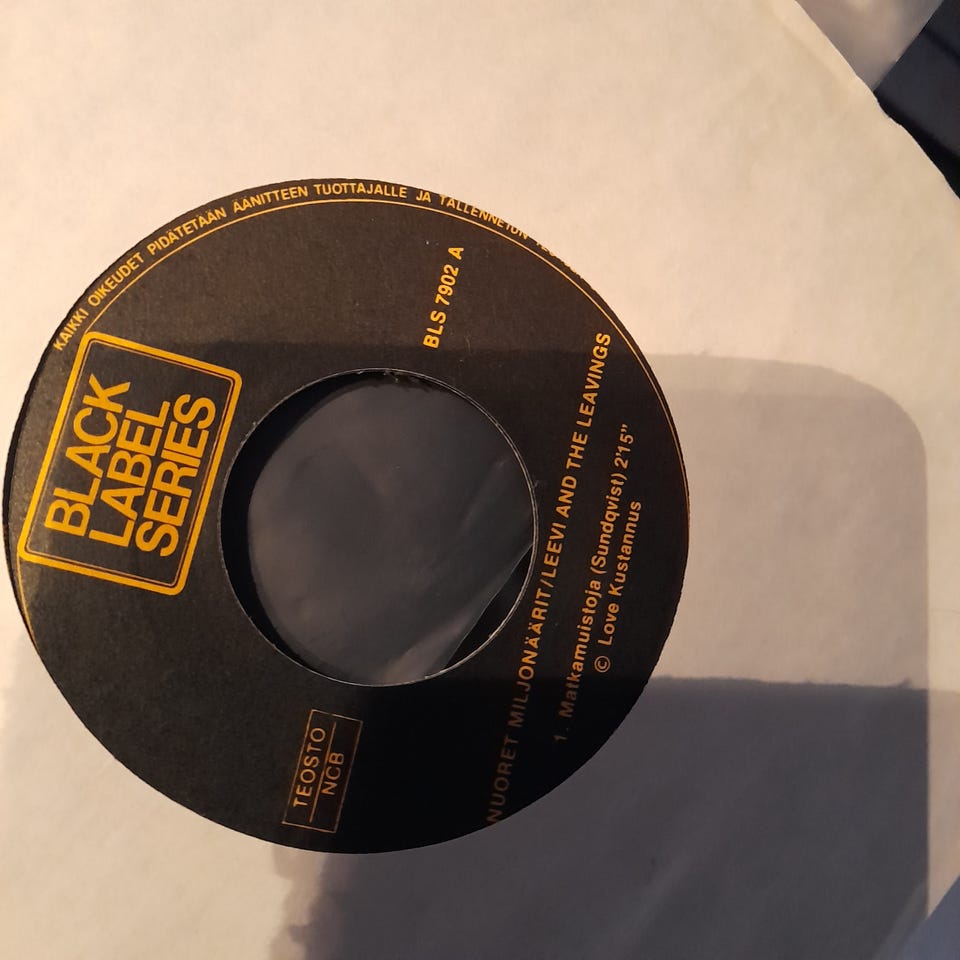 KAIKKI OIKEUDET PIDÄTETÄÄN ÄÄNITTEEN TUOTTAJALLE JA TALLENNETUN
BLACK
LABEL
SERIES
TEOSTO
NCB
BLS 7902 A
NUORET MILJONÄÄRIT/LEEVI AND THE LEAVINGS
1. Matkamuistoja (Sundqvist) 2'15”
© Love Kustannus